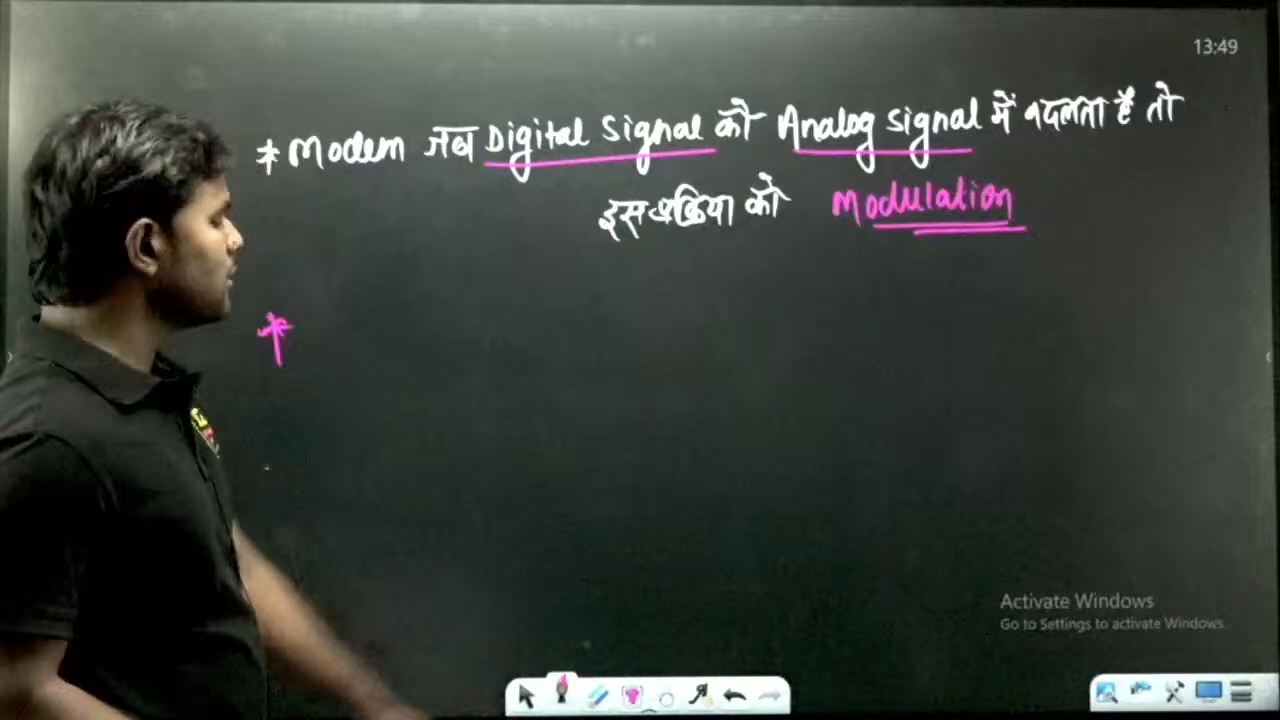 13:49
* Modem जब Digital Signal को Analog Signal में बदलता है तो
इस प्रक्रिया को Modulation
Activate Windows
Go to Settings to activate Windows.